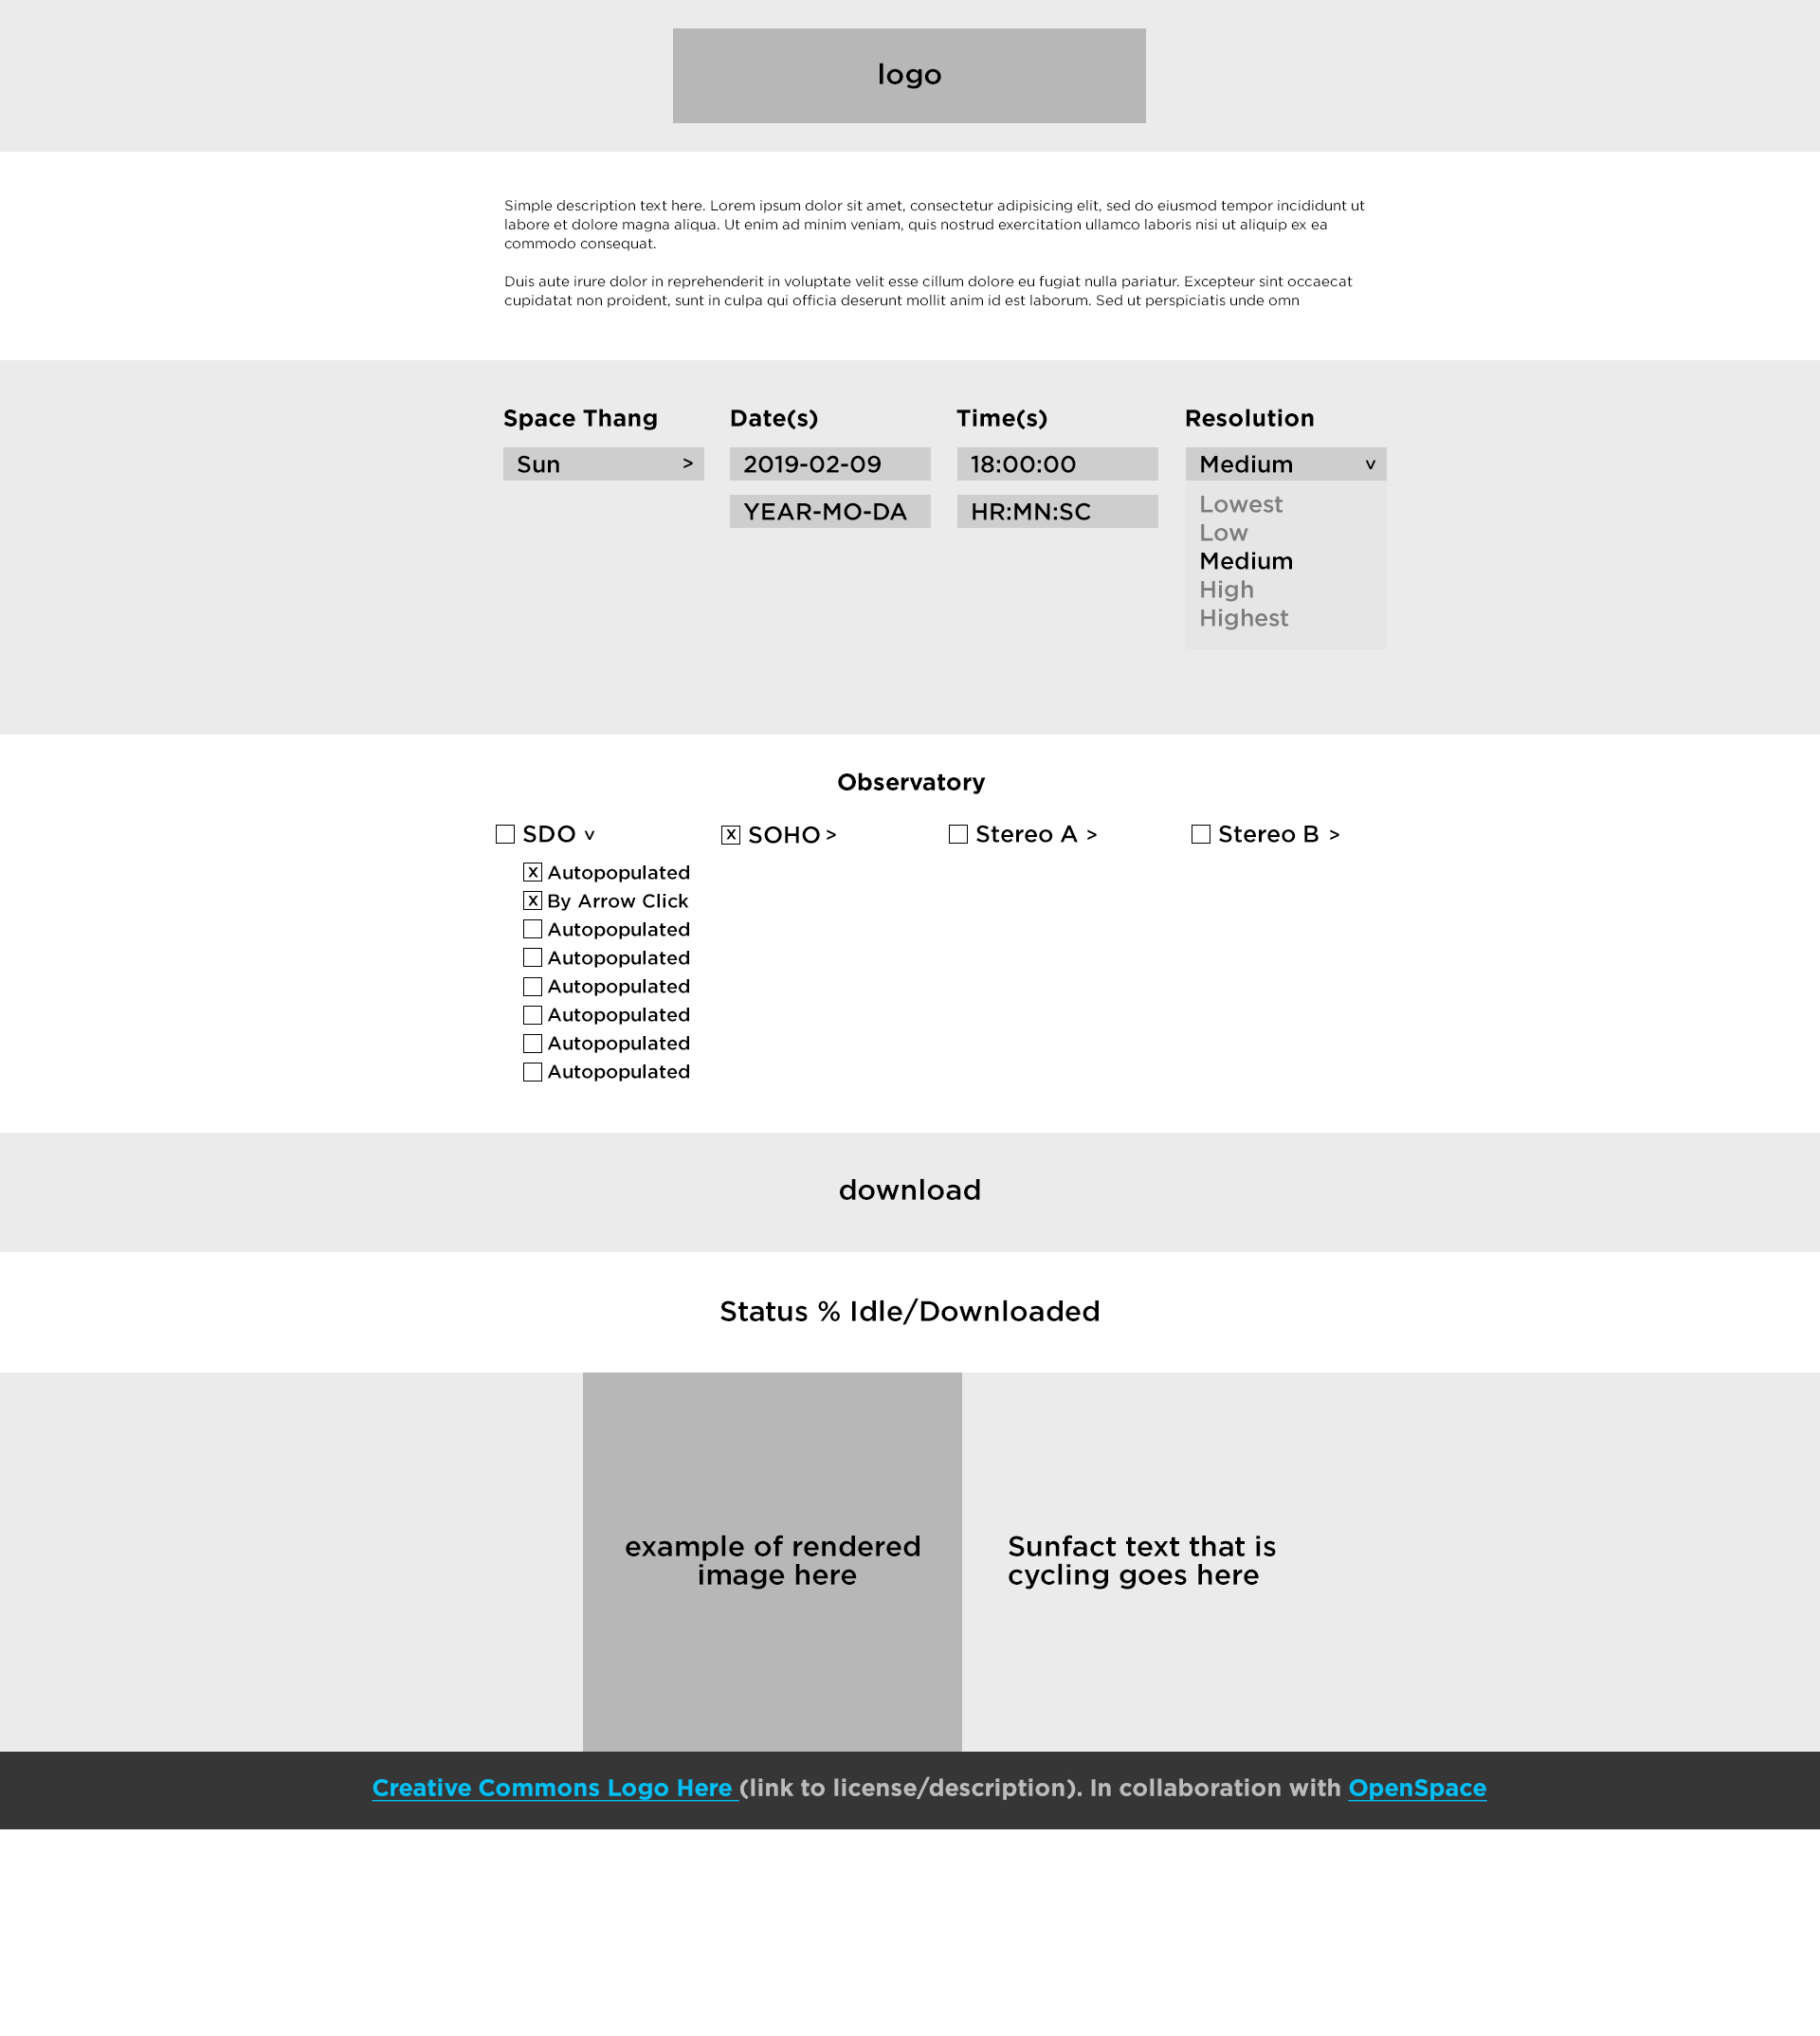 logo
Simple description text here. Lorem ipsum dolor sit amet, consectetur adipisicing elit, sed do eiusmod tempor incididunt ut
labore et dolore magna aliqua. Ut enim ad minim veniam, quis nostrud exercitation ullamco laboris nisi ut aliquip ex ea
commodo consequat.
Duis aute irure dolor in reprehenderit in voluptate velit esse cillum dolore eu fugiat nulla pariatur. Excepteur sint occaecat
cupidatat non proident, sunt in culpa qui officia deserunt mollit anim id est laborum. Sed ut perspiciatis unde omn
Space Thang
Sun >
Date(s)
2019-02-09
YEAR-MO-DA
Time(s)
18:00:00
HR:MN:SC
Resolution
Medium v
Lowest
Low
Medium
High
Highest
Observatory
SDO v
X Autopopulated
X By Arrow Click
Autopopulated
Autopopulated
Autopopulated
Autopopulated
Autopopulated
Autopopulated
X SOHO >
Stereo A >
Stereo B >
download
Status % Idle/Downloaded
example of rendered
image here
Sunfact text that is
cycling goes here
Creative Commons Logo Here (link to license/description). In collaboration with OpenSpace